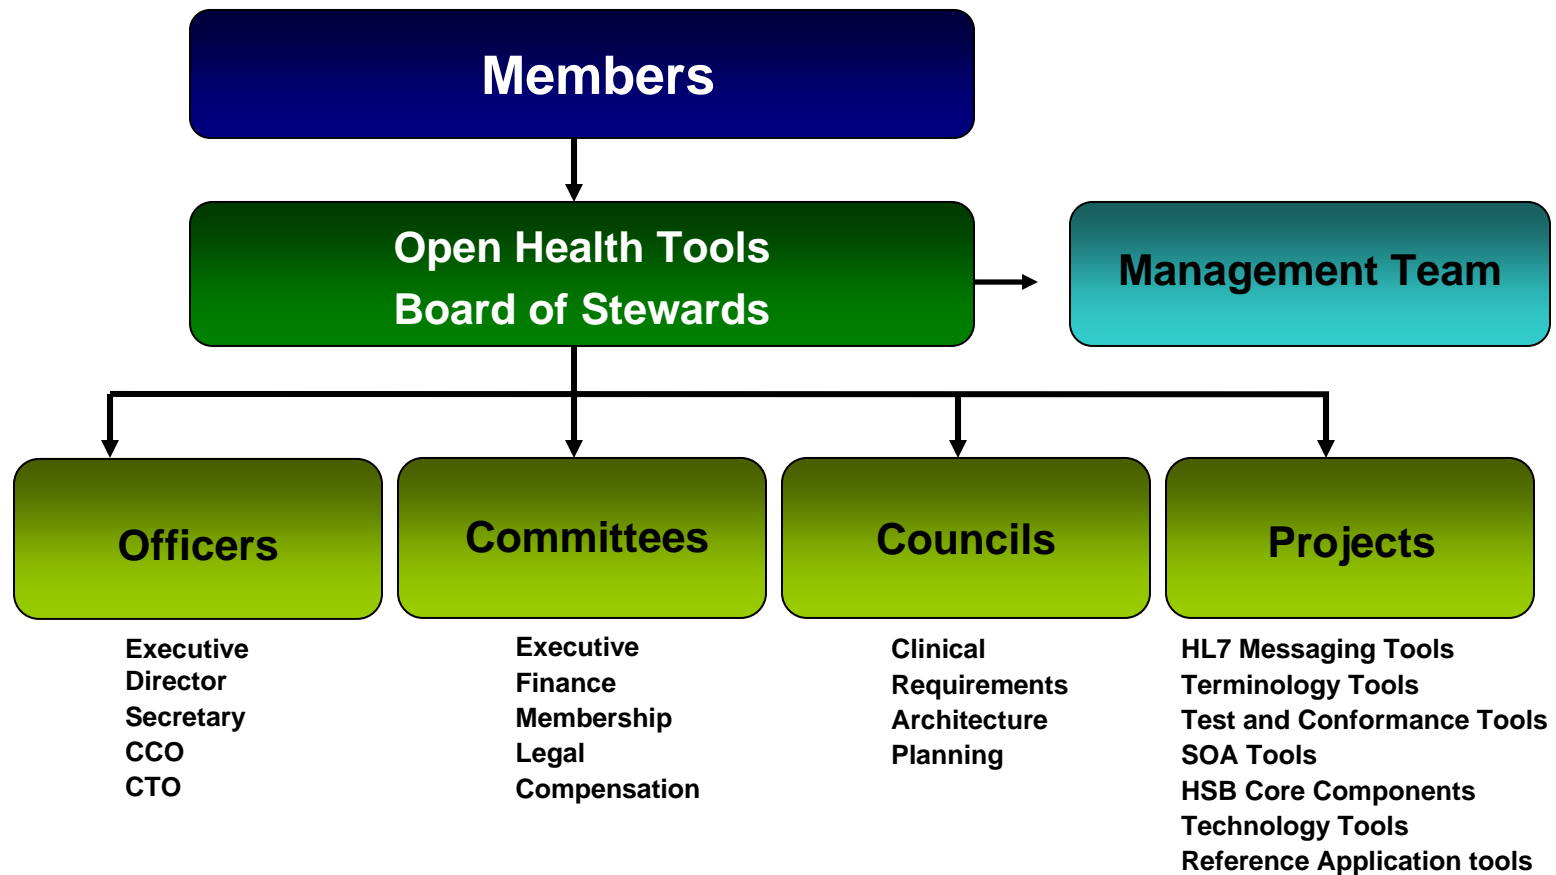 Members
Open Health Tools
Board of Stewards
Management Team
Officers
Committees
Councils
Projects
Executive
Director
Secretary
CCO
CTO
Executive
Finance
Membership
Legal
Compensation
Clinical
Requirements
Architecture
Planning
HL7 Messaging Tools
Terminology Tools
Test and Conformance Tools
SOA Tools
HSB Core Components
Technology Tools
Reference Application tools